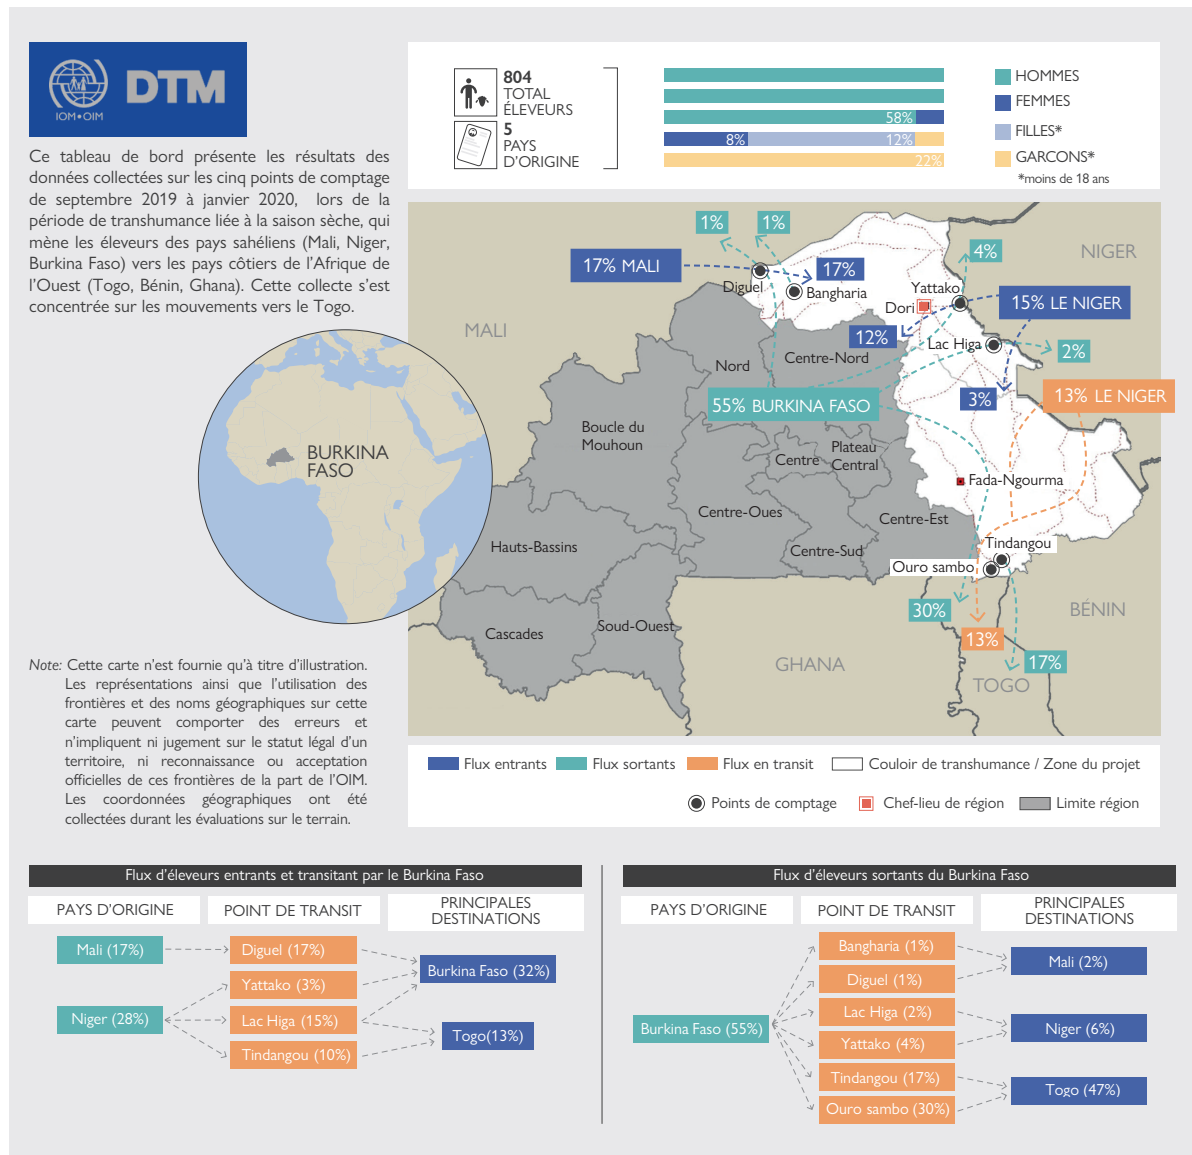 IOM•OIM
DTM
Ce tableau de bord présente les résultats des
données collectées sur les cinq points de comptage
de septembre 2019 à janvier 2020, lors de la
période de transhumance liée à la saison sèche, qui
mène les éleveurs des pays sahéliens (Mali, Niger,
Burkina Faso) vers les pays côtiers de l'Afrique de
l'Ouest (Togo, Bénin, Ghana). Cette collecte s'est
concentrée sur les mouvements vers le Togo.
804
TOTAL
ÉLEVEURS
5
PAYS
D'ORIGINE
58%
8%
12%
22%
HOMMES
FEMMES
FILLES*
GARCONS*
*moins de 18 ans
BURKINA
FASO
1%
1%
4%
NIGER
17% MALI
17%
Diguel
Bangharia
Yattako
Dori
15% LE NIGER
MALI
12%
Lac Higa
2%
Nord
Centre-Nord
3%
13% LE NIGER
55% BURKINA FASO
Boucle du
Mouhoun
Plateau
Central
Centre
Fada-Ngourma
Centre-Oues
Centre-Est
Hauts-Bassins
Centre-Sud
Tindangou
Ouro sambo
30%
BÉNIN
Cascades
Soud-Ouest
13%
GHANA
17%
TOGO
Note: Cette carte n'est fournie qu'à titre d'illustration.
Les représentations ainsi que l'utilisation des
frontières et des noms géographiques sur cette
carte peuvent comporter des erreurs et
n'impliquent ni jugement sur le statut légal d'un
territoire, ni reconnaissance ou acceptation
officielles de ces frontières de la part de l'OIM.
Les coordonnées géographiques ont été
collectées durant les évaluations sur le terrain.
Flux entrants
Flux sortants
Flux en transit
Couloir de transhumance / Zone du projet
Points de comptage
Chef-lieu de région
Limite région
Flux d'éleveurs entrants et transitant par le Burkina Faso
PAYS D'ORIGINE
POINT DE TRANSIT
PRINCIPALES
DESTINATIONS
Mali (17%)
Niger (28%)
Diguel (17%)
Yattako (3%)
Lac Higa (15%)
Tindangou (10%)
Burkina Faso (32%)
Togo(13%)
Flux d'éleveurs sortants du Burkina Faso
PAYS D'ORIGINE
POINT DE TRANSIT
PRINCIPALES
DESTINATIONS
Burkina Faso (55%)
Bangharia (1%)
Diguel (1%)
Lac Higa (2%)
Yattako (4%)
Tindangou (17%)
Ouro sambo (30%)
Mali (2%)
Niger (6%)
Togo (47%)